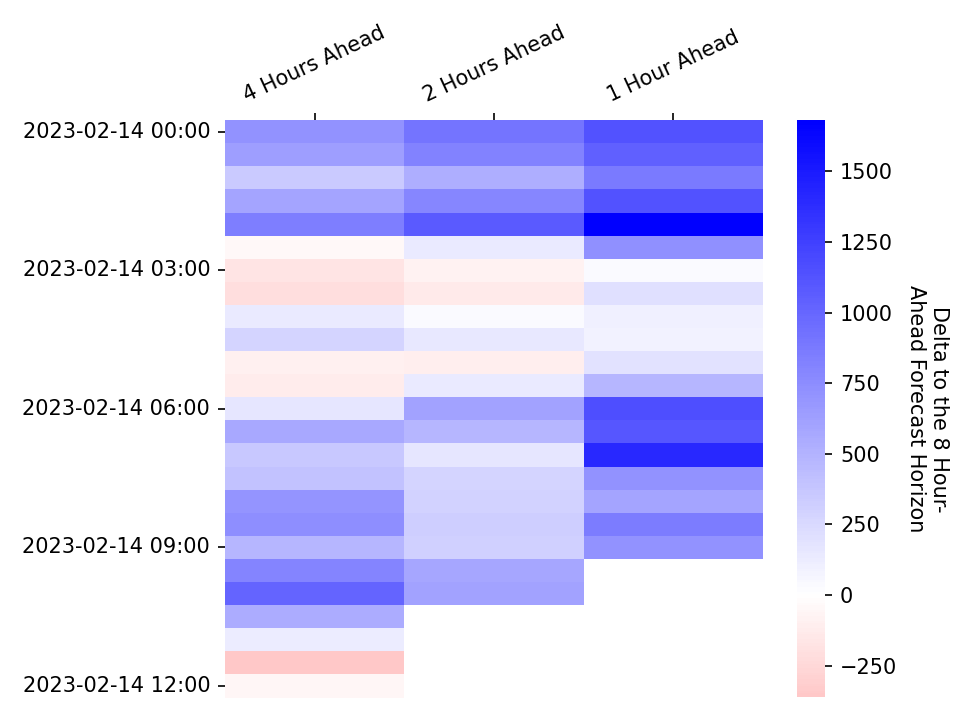 4 Hours Ahead
2 Hours Ahead
1 Hour Ahead
2023-02-14 00:00
2023-02-14 03:00
2023-02-14 06:00
2023-02-14 09:00
2023-02-14 12:00
1500
1250
1000
750
500
250
0
−250
Delta to the 8 Hour-
Ahead Forecast Horizon